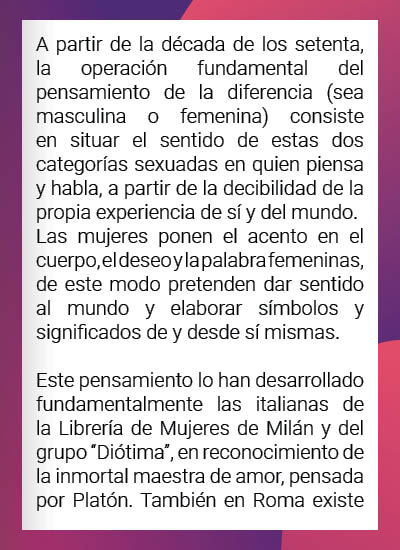 A partir de la década de los setenta,
la operación fundamental del
pensamiento de la diferencia (sea
masculina o femenina) consiste
en situar el sentido de estas dos
categorías sexuadas en quien piensa
y habla, a partir de la decibilidad de la
propia experiencia de sí y del mundo.
Las mujeres ponen el acento en el
cuerpo, el deseo y la palabra femeninas,
de este modo pretenden dar sentido
al mundo y elaborar símbolos y
significados de y desde sí mismas.
Este pensamiento lo han desarrollado
fundamentalmente las italianas de
la Librería de Mujeres de Milán y del
grupo “Diótima”, en reconocimiento de
la inmortal maestra de amor, pensada
por Platón. También en Roma existe